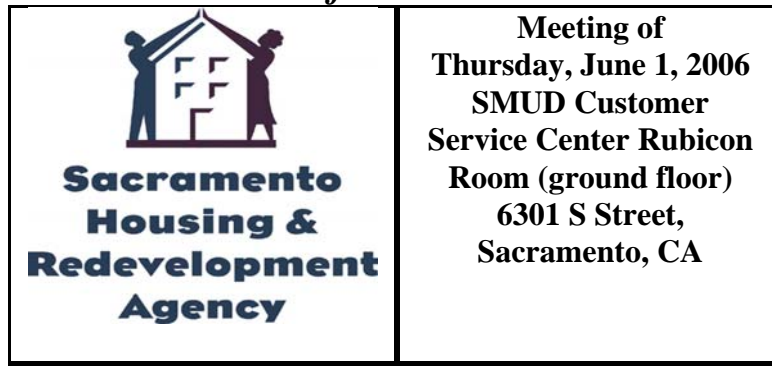 Sacramento
Housing &
Redevelopment
Agency
Meeting of
Thursday, June 1, 2006
SMUD Customer
Service Center Rubicon
Room (ground floor)
6301 S Street,
Sacramento, CA